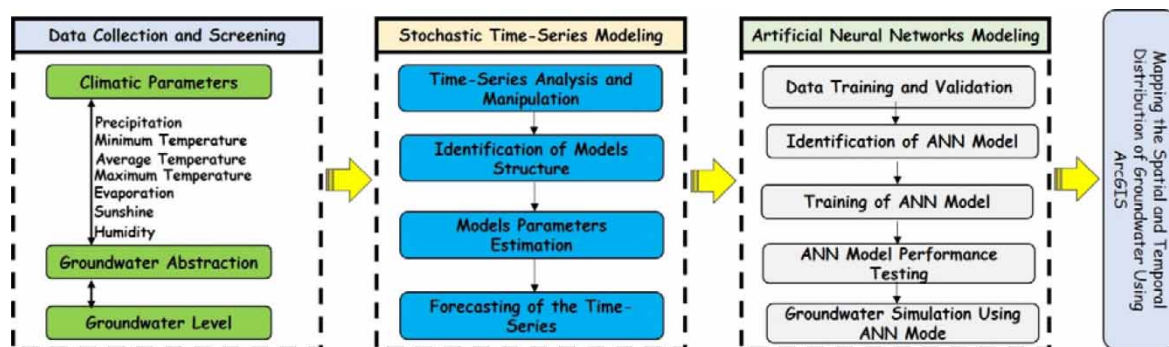 Data Collection and Screening
Climatic Parameters
Precipitation
Minimum Temperature
Average Temperature
Maximum Temperature
Evaporation
Sunshine
Humidity
Groundwater Abstraction
Groundwater Level
Stochastic Time-Series Modeling
Time-Series Analysis and
Manipulation
Identification of Models
Structure
Models Parameters
Estimation
Forecasting of the Time-
Series
Artificial Neural Networks Modeling
Data Training and Validation
Identification of ANN Model
Training of ANN Model
ANN Model Performance
Testing
Groundwater Simulation Using
ANN Mode
Mapping the Spatial and Temporal
Distribution of Groundwater Using
ArcGIS